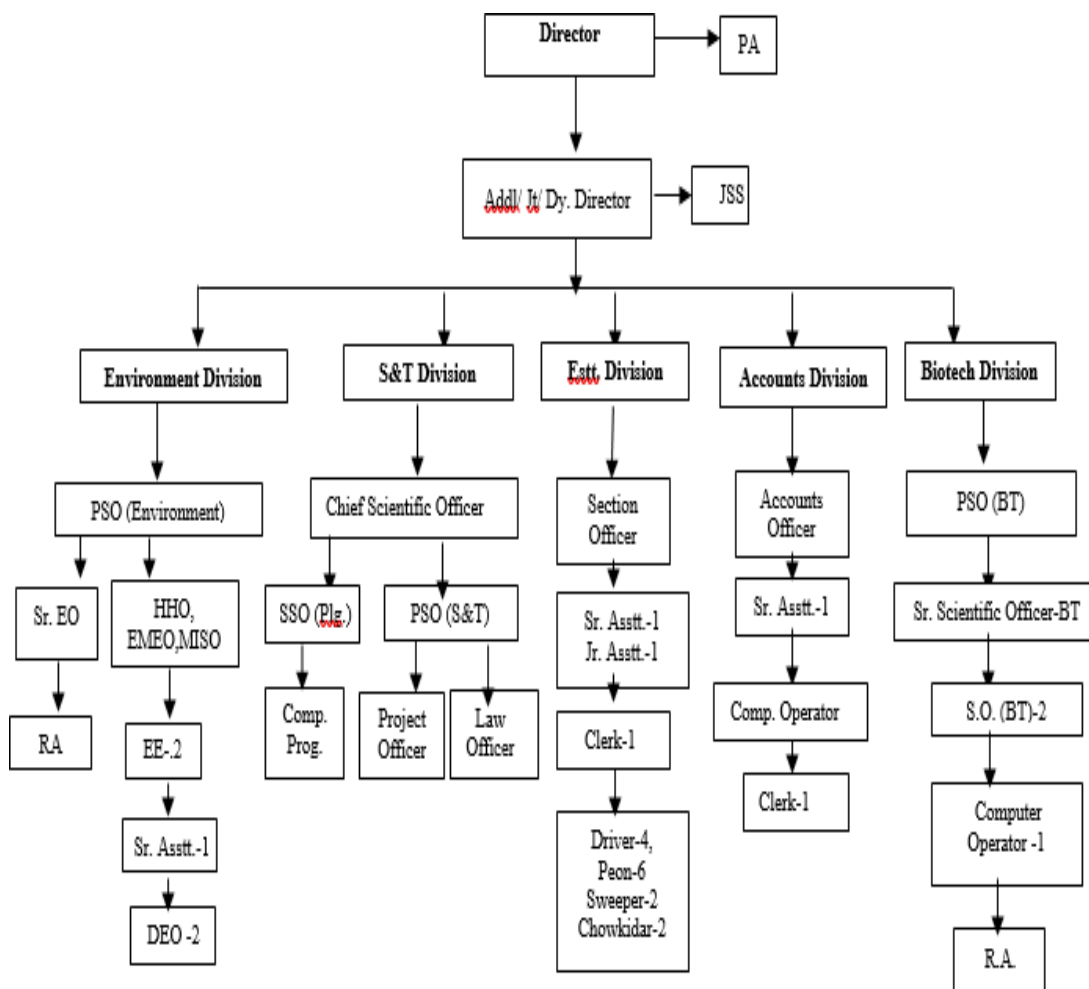 Director
PA
Addl/ Jt/ Dy. Director
JSS
Environment Division
S&T Division
Estt. Division
Accounts Division
Biotech Division
PSO (Environment)
Chief Scientific Officer
Section
Officer
Accounts
Officer
PSO (BT)
Sr. EO
HHO,
EMEO,MISO
SSO (Plg.)
PSO (S&T)
Sr. Asstt.-1
Jr. Asstt.-1
Sr. Asstt.-1
Sr. Scientific Officer-BT
RA
EE-.2
Comp.
Prog.
Project
Officer
Law
Officer
Clerk-1
Comp. Operator
S.O. (BT)-2
Sr. Asstt.-1
Driver-4,
Peon-6
Sweeper-2
Chowkidar-2
Clerk-1
Computer
Operator -1
DEO -2
R.A.